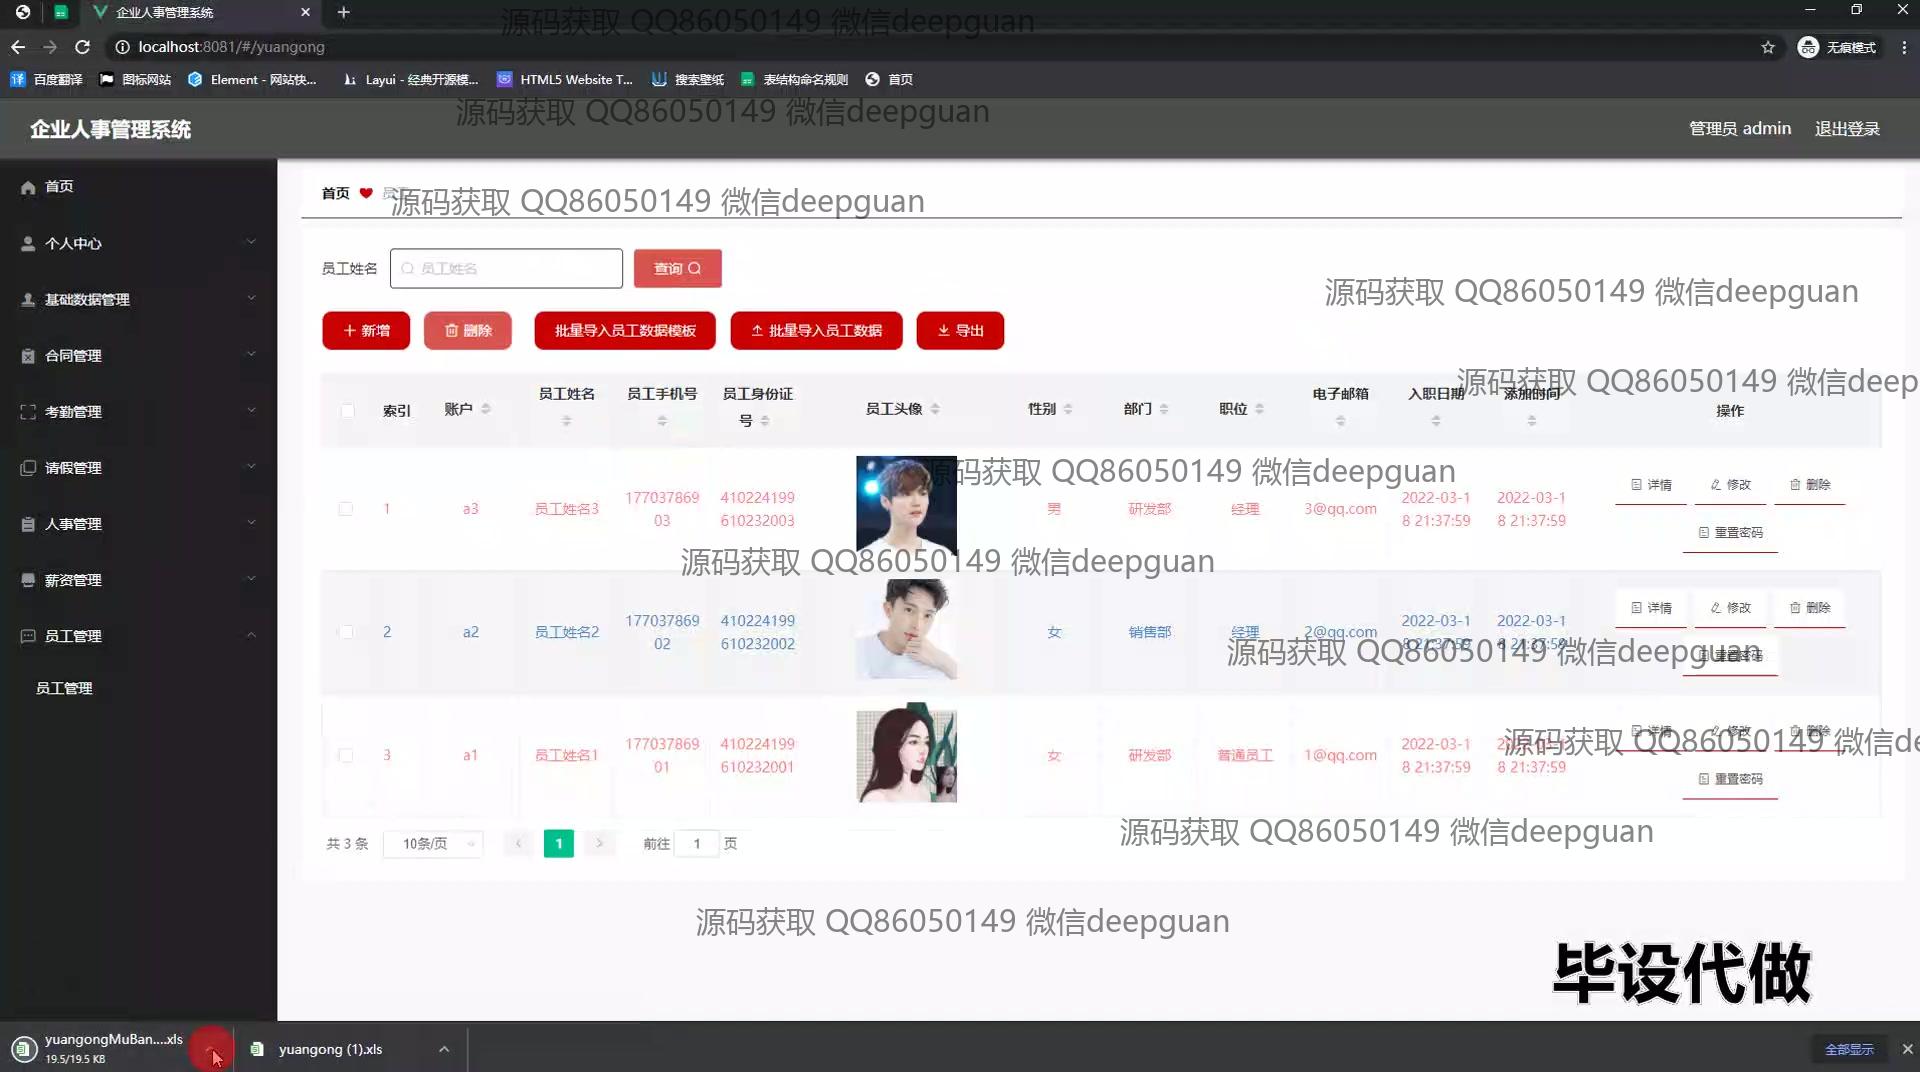 企业人事管理系统
源码获取 QQ86050149 微信deepguan
localhost:8081/#/yuangong
无痕模式
百度翻译
图标网站
Element - 网站快...
Layui - 经典开源模...
HTML5 Website T...
搜索壁纸
表结构命名规则
首页
源码获取 QQ86050149 微信deepguan
企业人事管理系统
管理员 admin
退出登录
首页
个人中心
基础数据管理
合同管理
考勤管理
请假管理
人事管理
薪资管理
员工管理
员工管理
首页
源码获取 QQ86050149 微信deepguan
员工姓名
员工姓名
查询
源码获取 QQ86050149 微信deepguan
新增
删除
批量导入员工数据模板
批量导入员工数据
导出
源码获取 QQ86050149 微信deep
索引 账户 员工姓名 员工手机号 员工身份证号 员工头像 性别 部门 职位 电子邮箱 入职日期 添加时间 操作
源码获取 QQ86050149 微信deepguan
1 a3 员工姓名3 17703786903 410224199610232003 男 研发部 经理 3@qq.com 2022-03-18 21:37:59 2022-03-18 21:37:59
详情 修改 删除
重置密码
源码获取 QQ86050149 微信deepguan
2 a2 员工姓名2 17703786902 410224199610232002 女 销售部 经理 2@qq.com 2022-03-18 21:37:59 2022-03-18 21:37:59
详情 修改 删除
重置密码
源码获取 QQ86050149 微信deepguan
3 a1 员工姓名1 17703786901 410224199610232001 女 研发部 普通员工 1@qq.com 2022-03-18 21:37:59 2022-03-18 21:37:59
详情 修改 删除
重置密码
源码获取 QQ86050149 微信de
共 3 条
10条/页
1
前往 1 页
源码获取 QQ86050149 微信deepguan
源码获取 QQ86050149 微信deepguan
毕设代做
yuangongMuBan....xls
19.5/19.5 KB
yuangong (1).xls
全部显示